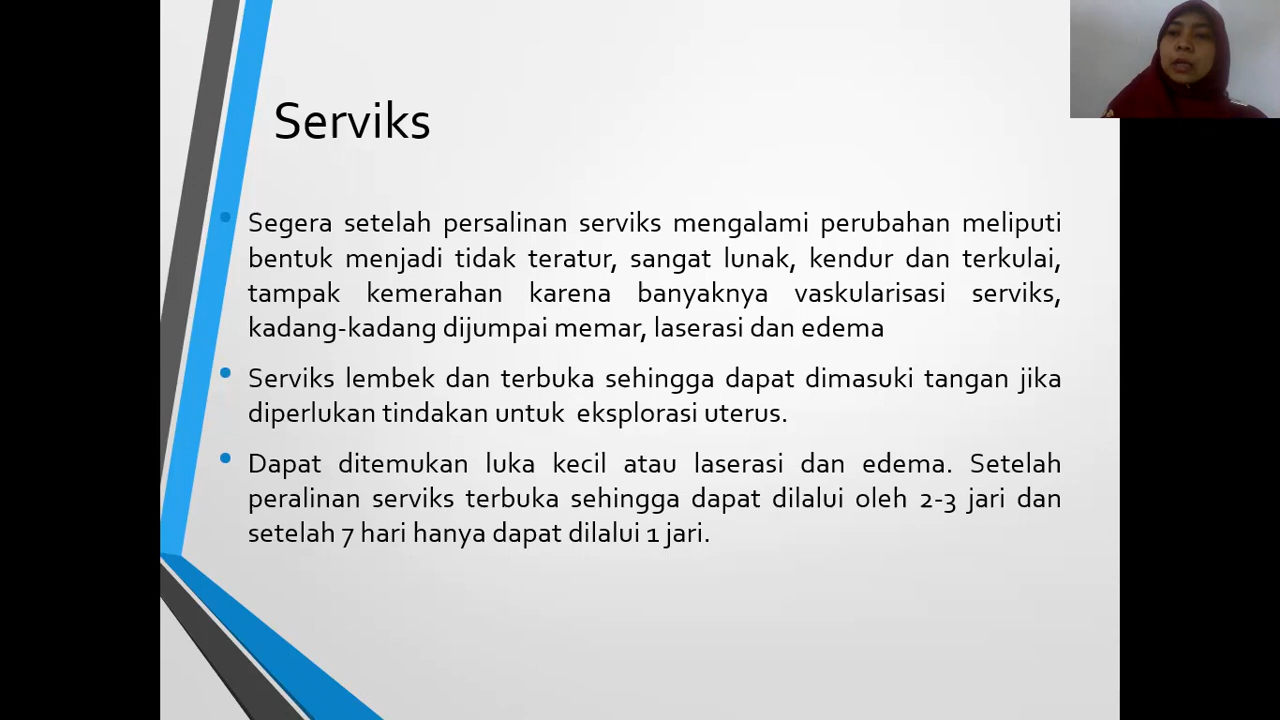 Serviks
• Segera setelah persalinan serviks mengalami perubahan meliputi
bentuk menjadi tidak teratur, sangat lunak, kendur dan terkulai,
tampak kemerahan karena banyaknya vaskularisasi serviks,
kadang-kadang dijumpai memar, laserasi dan edema
• Serviks lembek dan terbuka sehingga dapat dimasuki tangan jika
diperlukan tindakan untuk eksplorasi uterus.
• Dapat ditemukan luka kecil atau laserasi dan edema. Setelah
peralinan serviks terbuka sehingga dapat dilalui oleh 2-3 jari dan
setelah 7 hari hanya dapat dilalui 1 jari.